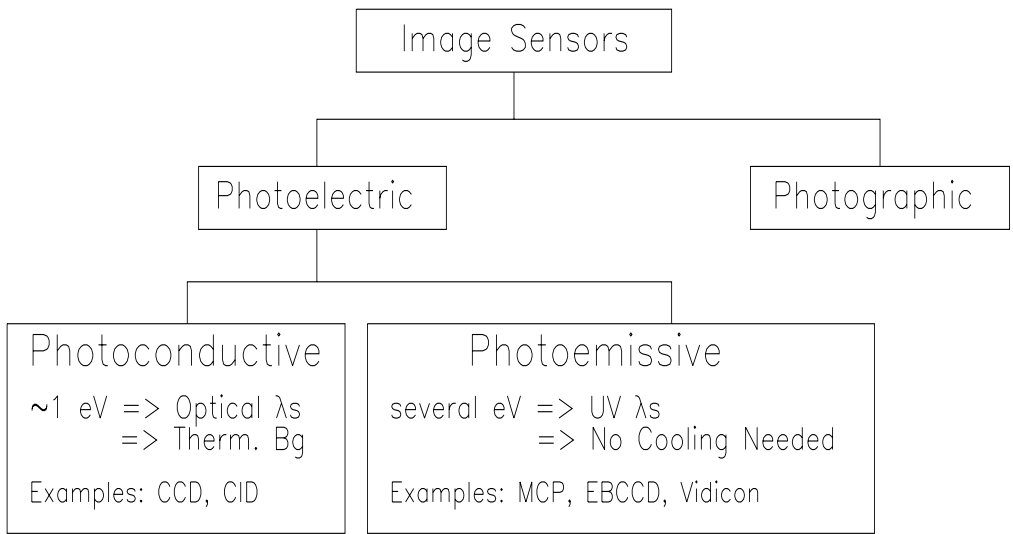 Image Sensors
Photoelectric
Photographic
Photoconductive
~1 eV => Optical λs
=> Therm. Bg
Examples: CCD, CID
Photoemissive
several eV => UV λs
=> No Cooling Needed
Examples: MCP, EBCCD, Vidicon